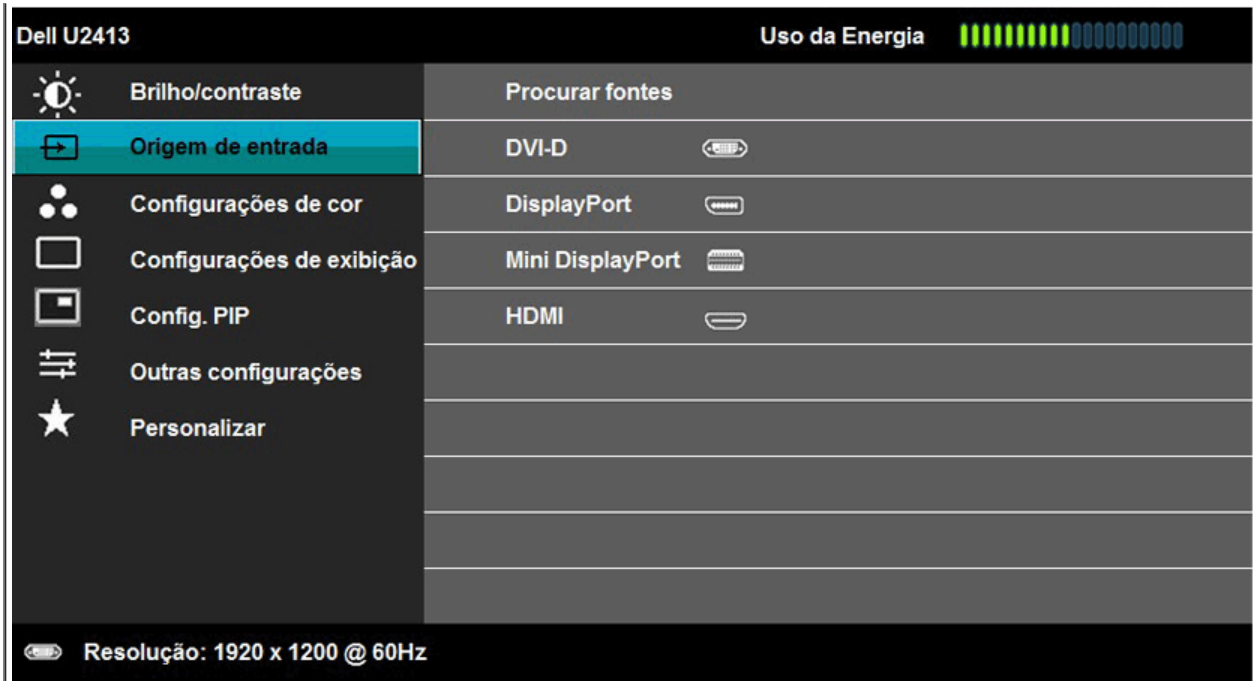 Dell U2413 Uso da Energia
Brilho/contraste Procurar fontes
Origem de entrada DVI-D
Configurações de cor DisplayPort
Configurações de exibição Mini DisplayPort
Config. PIP HDMI
Outras configurações
Personalizar
Resolução: 1920 x 1200 @ 60Hz